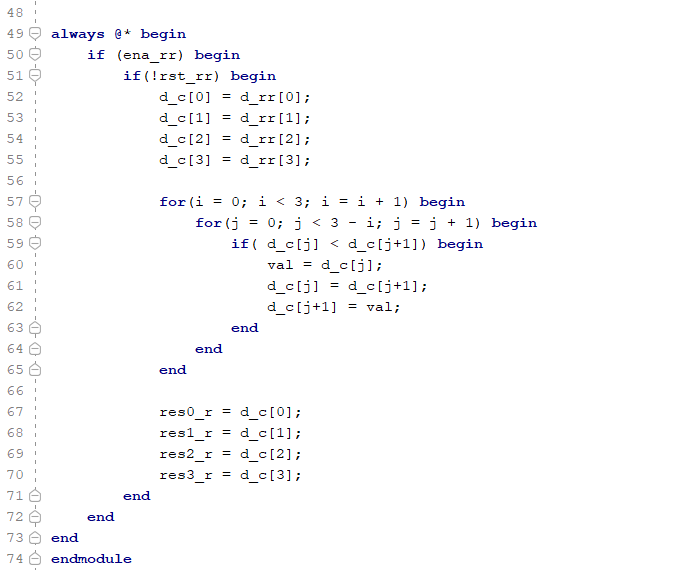 48
49 always @* begin
50     if (ena_rr) begin
51         if(!rst_rr) begin
52             d_c[0] = d_rr[0];
53             d_c[1] = d_rr[1];
54             d_c[2] = d_rr[2];
55             d_c[3] = d_rr[3];
56
57             for(i = 0; i < 3; i = i + 1) begin
58                 for(j = 0; j < 3 - i; j = j + 1) begin
59                     if( d_c[j] < d_c[j+1]) begin
60                         val = d_c[j];
61                         d_c[j] = d_c[j+1];
62                         d_c[j+1] = val;
63                     end
64                 end
65             end
66
67             res0_r = d_c[0];
68             res1_r = d_c[1];
69             res2_r = d_c[2];
70             res3_r = d_c[3];
71         end
72     end
73 end
74 endmodule